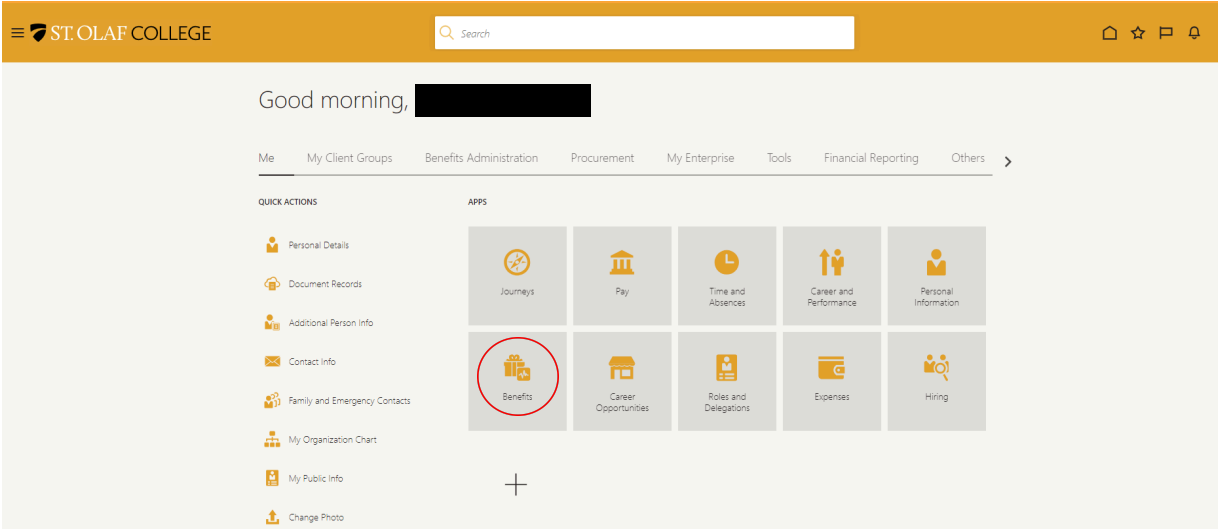 ST. OLAF COLLEGE
Search
Good morning,
Me My Client Groups Benefits Administration Procurement My Enterprise Tools Financial Reporting Others
QUICK ACTIONS
Personal Details
Document Records
Additional Person Info
Contact Info
Family and Emergency Contacts
My Organization Chart
My Public Info
Change Photo
APPS
Journeys
Pay
Time and
Absences
Career and
Performance
Personal
Information
Benefits
Career
Opportunities
Roles and
Delegations
Expenses
Hiring